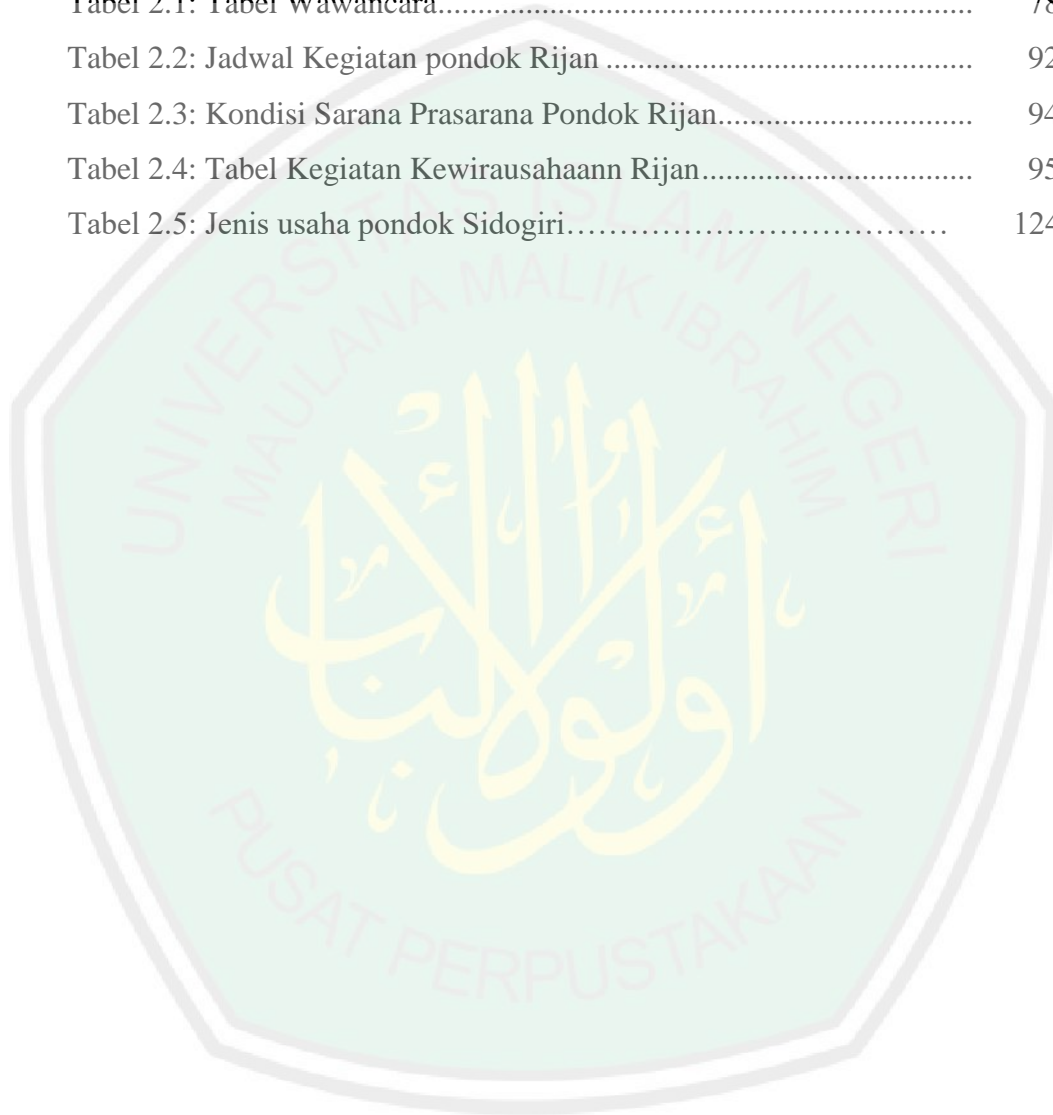 Tabel 2.1: Tabel Wawancara....................................................................... 78
Tabel 2.2: Jadwal Kegiatan pondok Rijan ................................................. 92
Tabel 2.3: Kondisi Sarana Prasarana Pondok Rijan.................................. 94
Tabel 2.4: Tabel Kegiatan Kewirausahaann Rijan.................................... 95
Tabel 2.5: Jenis usaha pondok Sidogiri……………………………… 124
UNIVERSITAS ISLAM NEGERI
MAULANA MALIK IBRAHIM
أولوا الألباب
PUSAT PERPUSTAKAAN